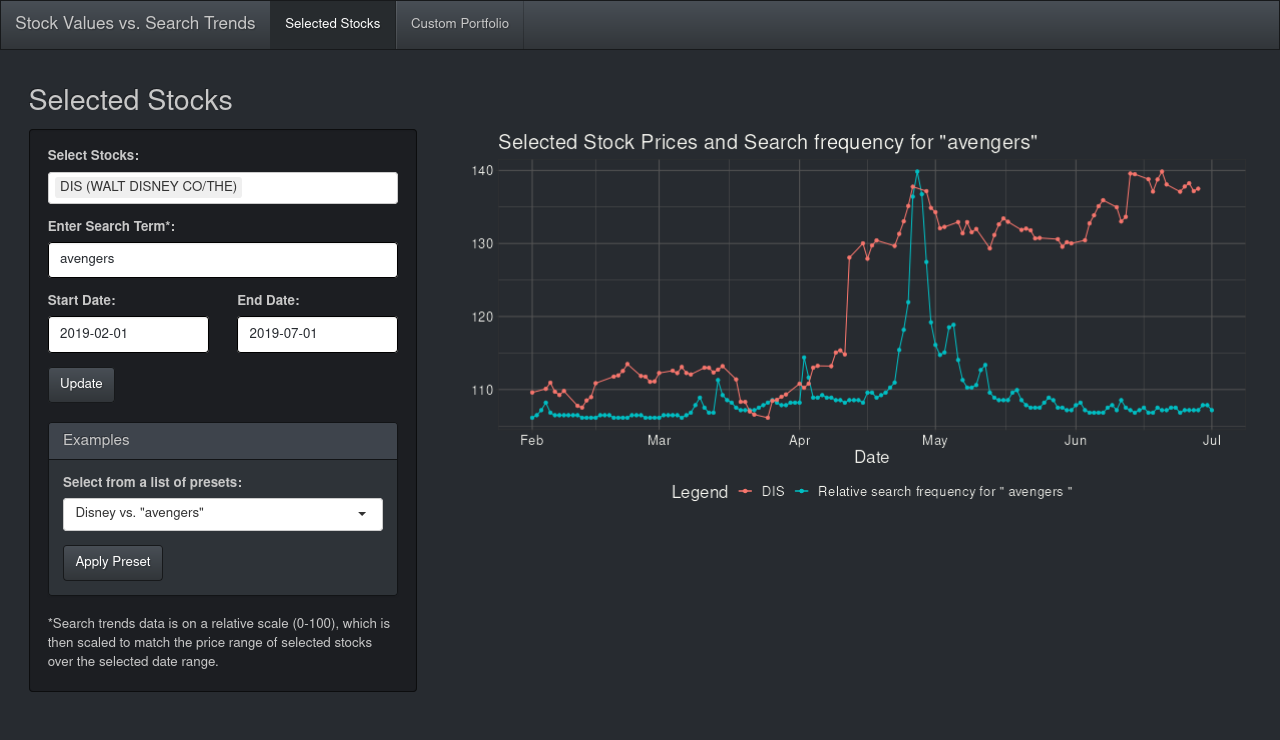 Stock Values vs. Search Trends Selected Stocks Custom Portfolio
Selected Stocks
Select Stocks:
DIS (WALT DISNEY CO/THE)
Enter Search Term*:
avengers
Start Date: End Date:
2019-02-01 2019-07-01
Update
Examples
Select from a list of presets:
Disney vs. "avengers"
Apply Preset
*Search trends data is on a relative scale (0-100), which is
then scaled to match the price range of selected stocks
over the selected date range.
Selected Stock Prices and Search frequency for "avengers"
140
130
120
110
Feb Mar Apr May Jun Jul
Date
Legend DIS Relative search frequency for " avengers "